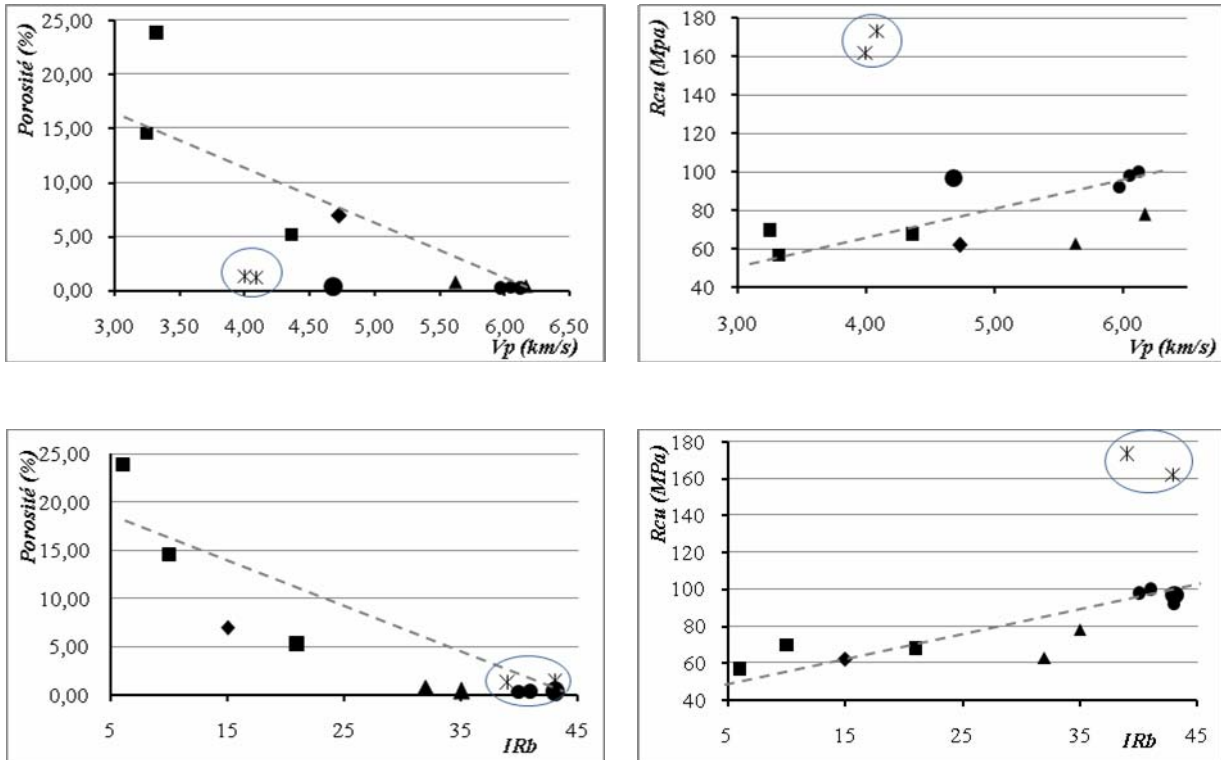 Porosité (%)
25,00
20,00
15,00
10,00
5,00
0,00
3,00 3,50 4,00 4,50 5,00 5,50 6,00 6,50
Vp (km/s)
Rcu (Mpa)
180
160
140
120
100
80
60
40
3,00 4,00 5,00 6,00
Vp (km/s)
Porosité (%)
25,00
20,00
15,00
10,00
5,00
0,00
5 15 25 35 45
IRb
Rcu (MPa)
180
160
140
120
100
80
60
40
5 15 25 35 45
IRb